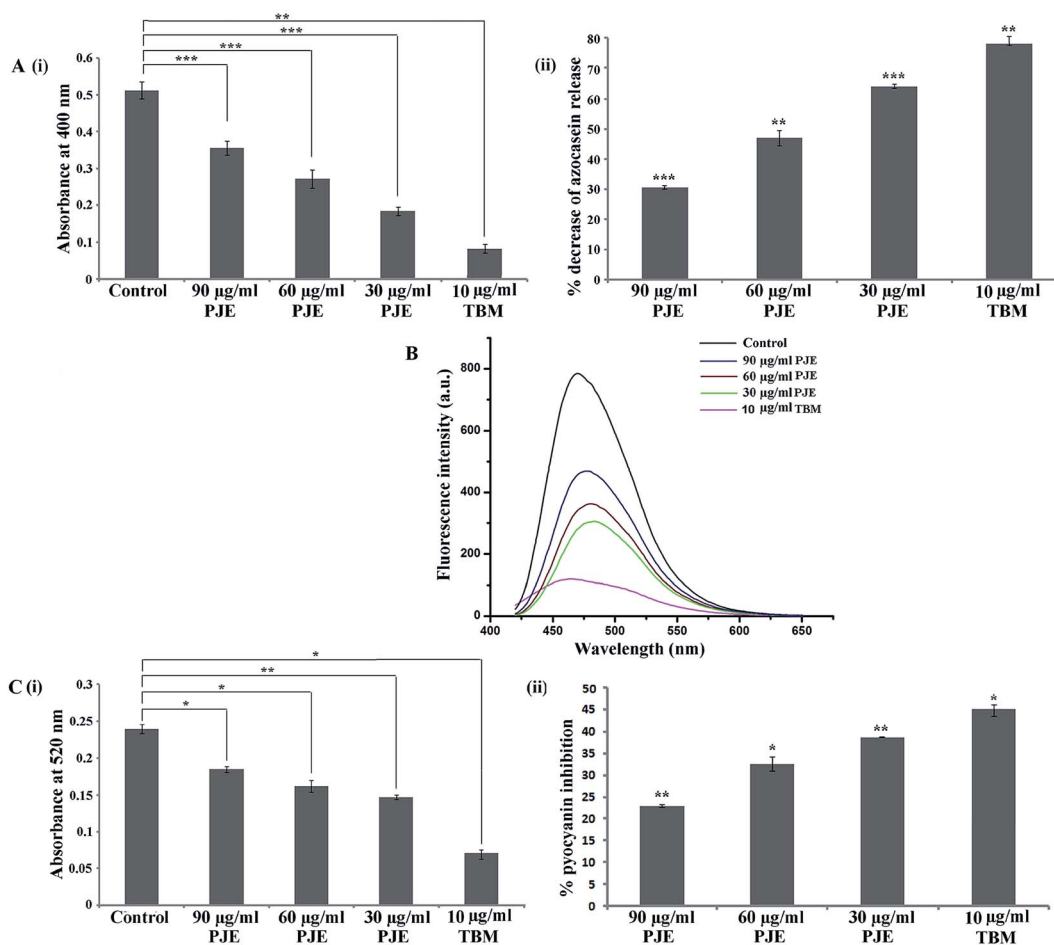 A (i)
Absorbance at 400 nm
0.6
0.5
0.4
0.3
0.2
0.1
0
**
***
***
***
Control
90 µg/ml
PJE
60 µg/ml
PJE
30 µg/ml
PJE
10 µg/ml
TBM
(ii)
% decrease of azocasein release
80
70
60
50
40
30
20
10
0
***
**
***
**
90 µg/ml
PJE
60 µg/ml
PJE
30 µg/ml
PJE
10 µg/ml
TBM
B
Fluorescence intensity (a.u.)
800
600
400
200
0
Control
90 µg/ml PJE
60 µg/ml PJE
30 µg/ml PJE
10 µg/ml TBM
400 450 500 550 600 650
Wavelength (nm)
C (i)
Absorbance at 520 nm
0.3
0.25
0.2
0.15
0.1
0.05
0
*
**
*
*
Control
90 µg/ml
PJE
60 µg/ml
PJE
30 µg/ml
PJE
10 µg/ml
TBM
(ii)
% pyocyanin inhibition
50
45
40
35
30
25
20
15
10
5
0
**
*
**
*
90 µg/ml
PJE
60 µg/ml
PJE
30 µg/ml
PJE
10 µg/ml
TBM